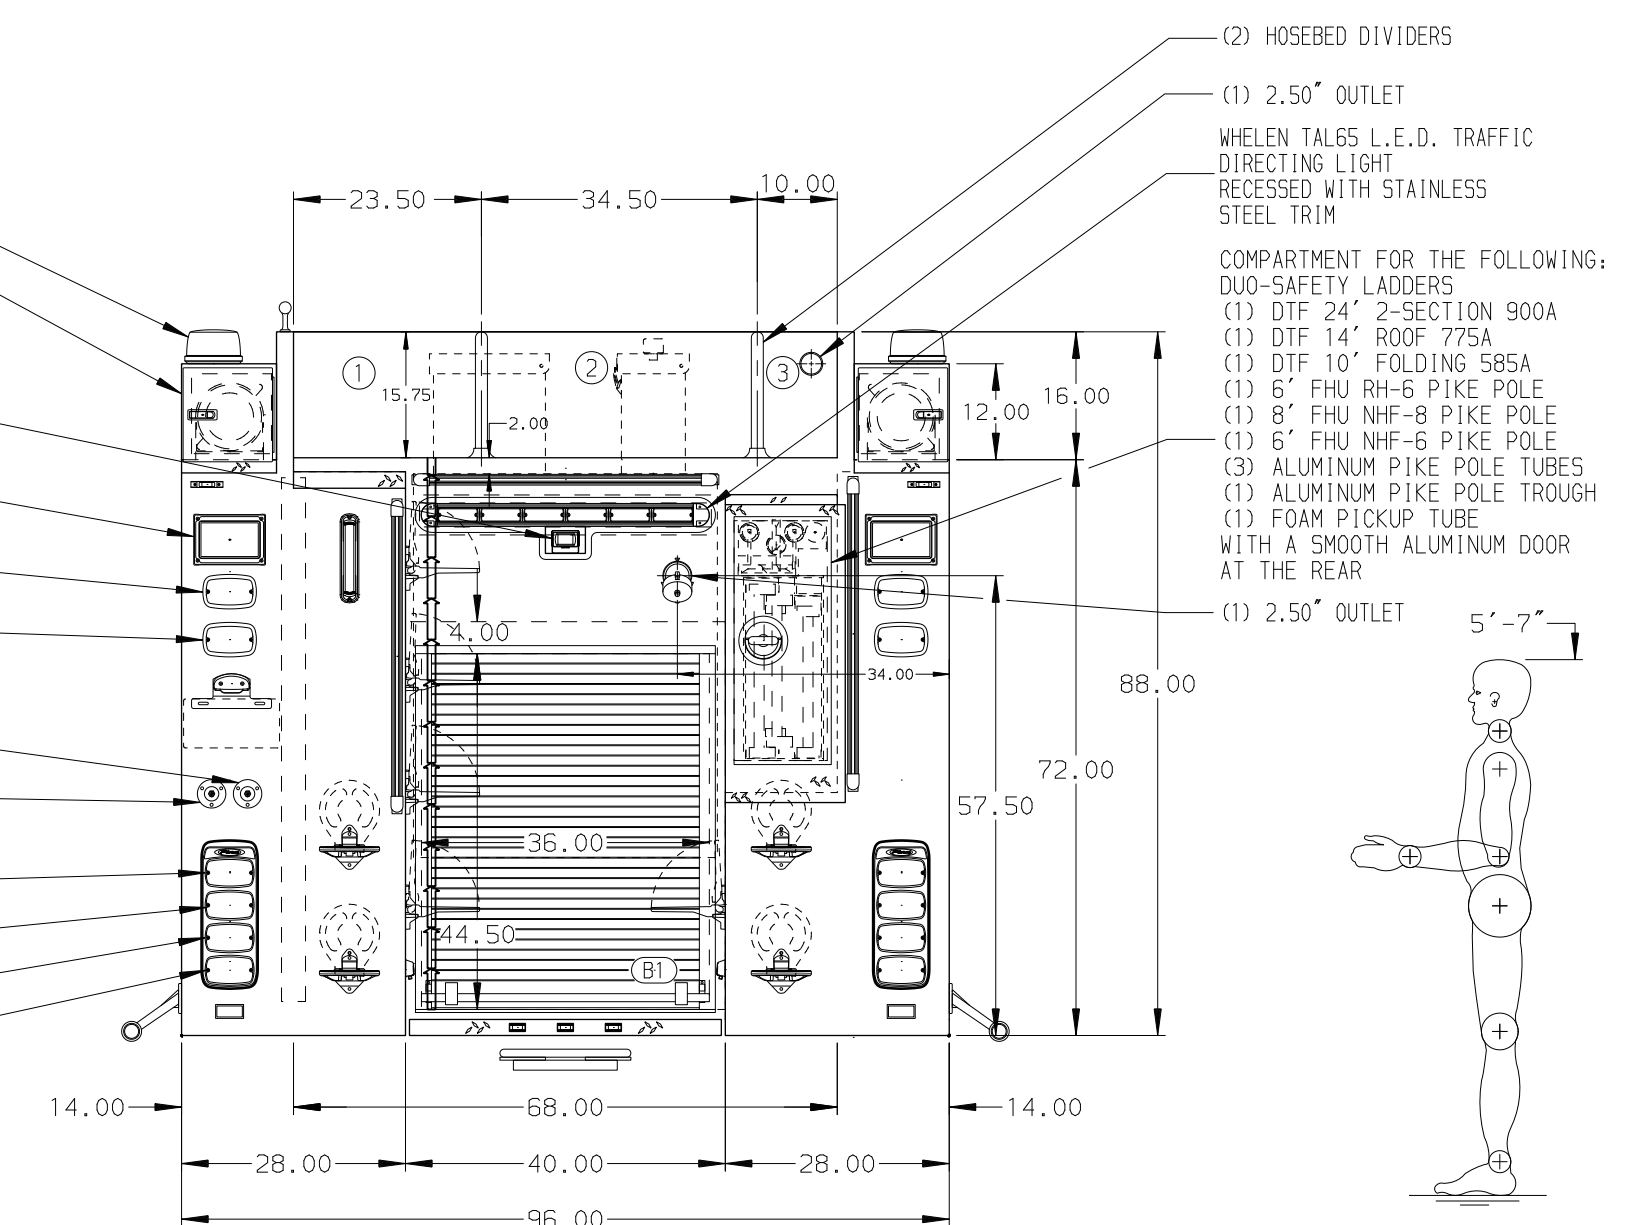 (2) HOSEBED DIVIDERS
(1) 2.50" OUTLET
WHELEN TAL65 L.E.D. TRAFFIC
DIRECTING LIGHT
RECESSED WITH STAINLESS
STEEL TRIM
COMPARTMENT FOR THE FOLLOWING:
DUO-SAFETY LADDERS
(1) DTF 24' 2-SECTION 900A
(1) DTF 14' ROOF 775A
(1) DTF 10' FOLDING 585A
(1) 6' FHU RH-6 PIKE POLE
(1) 8' FHU NHF-8 PIKE POLE
(1) 6' FHU NHF-6 PIKE POLE
(3) ALUMINUM PIKE POLE TUBES
(1) ALUMINUM PIKE POLE TROUGH
(1) FOAM PICKUP TUBE
WITH A SMOOTH ALUMINUM DOOR
AT THE REAR
(1) 2.50" OUTLET
5'-7"
23.50
34.50
10.00
1
2
3
15.75
2.00
12.00
16.00
4.00
34.00
88.00
72.00
57.50
36.00
44.50
B1
14.00
68.00
14.00
28.00
40.00
28.00
96.00